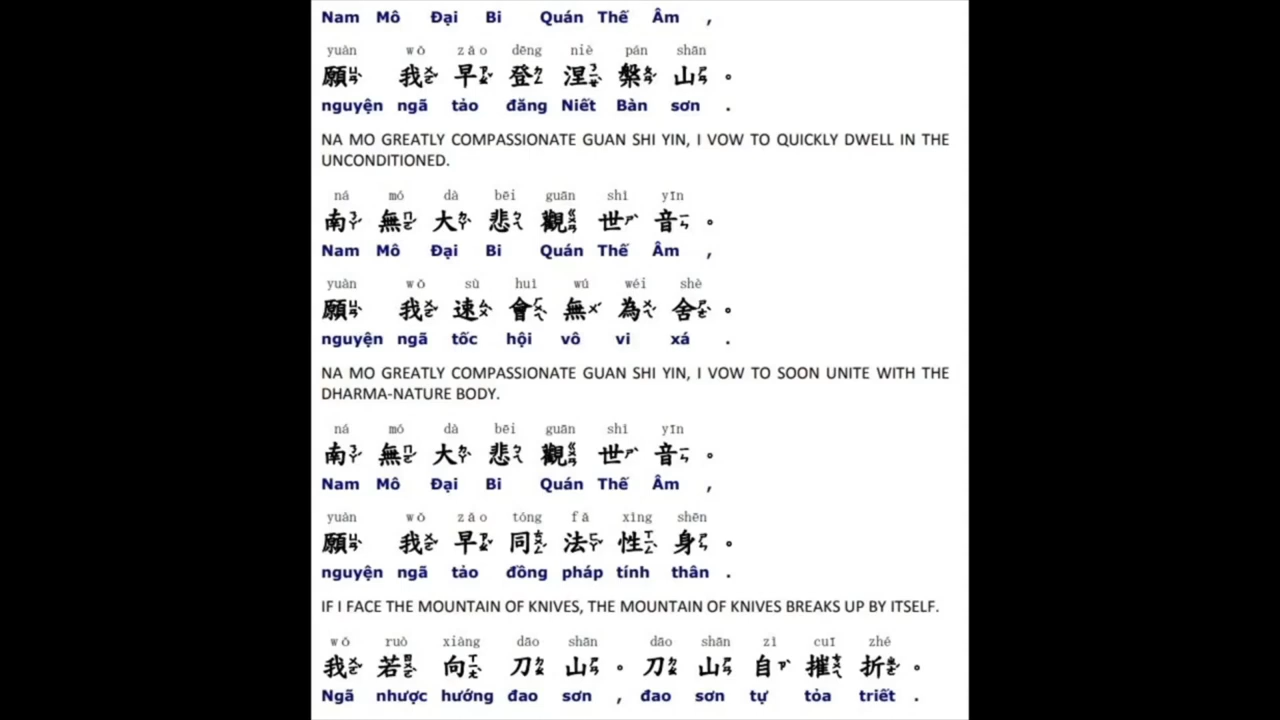 Nam Mô Đại Bi Quán Thế Âm ,
yuàn wǒ zǎo dēng niè pán shān
願 我 早 登 涅 槃 山 。
nguyện ngã tảo đăng Niết Bàn sơn .
NA MO GREATLY COMPASSIONATE GUAN SHI YIN, I VOW TO QUICKLY DWELL IN THE
UNCONDITIONED.
ná mó dà bēi guān shì yīn
南 無 大 悲 觀 世 音 。
Nam Mô Đại Bi Quán Thế Âm ,
yuàn wǒ sù huì wú wéi shè
願 我 速 會 無 為 舍 。
nguyện ngã tốc hội vô vi xá .
NA MO GREATLY COMPASSIONATE GUAN SHI YIN, I VOW TO SOON UNITE WITH THE
DHARMA-NATURE BODY.
ná mó dà bēi guān shì yīn
南 無 大 悲 觀 世 音 。
Nam Mô Đại Bi Quán Thế Âm ,
yuàn wǒ zǎo tóng fǎ xìng shēn
願 我 早 同 法 性 身 。
nguyện ngã tảo đồng pháp tính thân .
IF I FACE THE MOUNTAIN OF KNIVES, THE MOUNTAIN OF KNIVES BREAKS UP BY ITSELF.
wǒ ruò xiàng dāo shān dāo shān zì cuī zhé
我 若 向 刀 山 。 刀 山 自 摧 折 。
Ngã nhược hướng đao sơn , đao sơn tự tỏa triết .